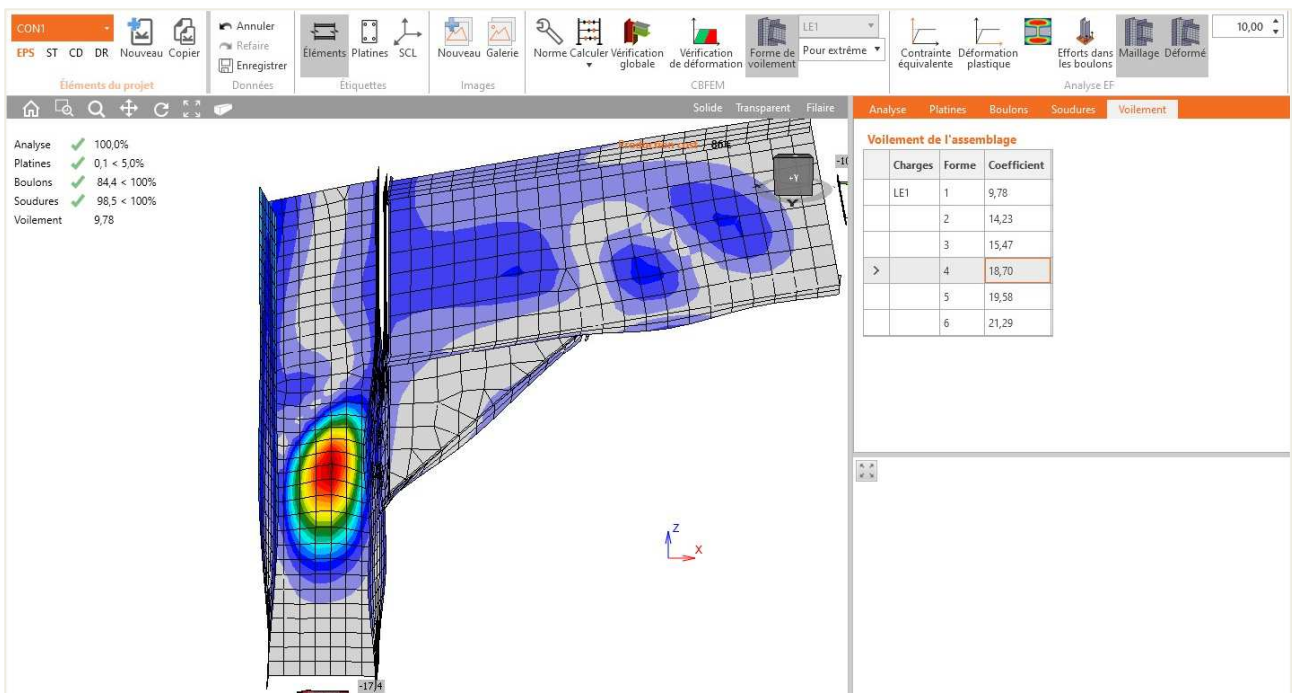 CON1
EPS ST CD DR Nouveau Copier
Éléments du projet
Annuler
Refaire
Enregistrer
Données
Éléments Platines SCL
Étiquettes
Nouveau Galerie
Images
Norme Calculer Vérification globale Vérification de déformation Forme de voilement
LE1
Pour extrême
CBFEM
Contrainte équivalente Déformation plastique Efforts dans les boulons Maillage Déformé
10,00
Analyse EF
Solide Transparent Filaire
Analyse 100,0%
Platines 0,1 < 5,0%
Boulons 84,4 < 100%
Soudures 98,5 < 100%
Voilement 9,78
+Y
Z
X
Analyse Platines Boulons Soudures Voilement
Voilement de l'assemblage
Charges Forme Coefficient
LE1 1 9,78
2 14,23
3 15,47
> 4 18,70
5 19,58
6 21,29